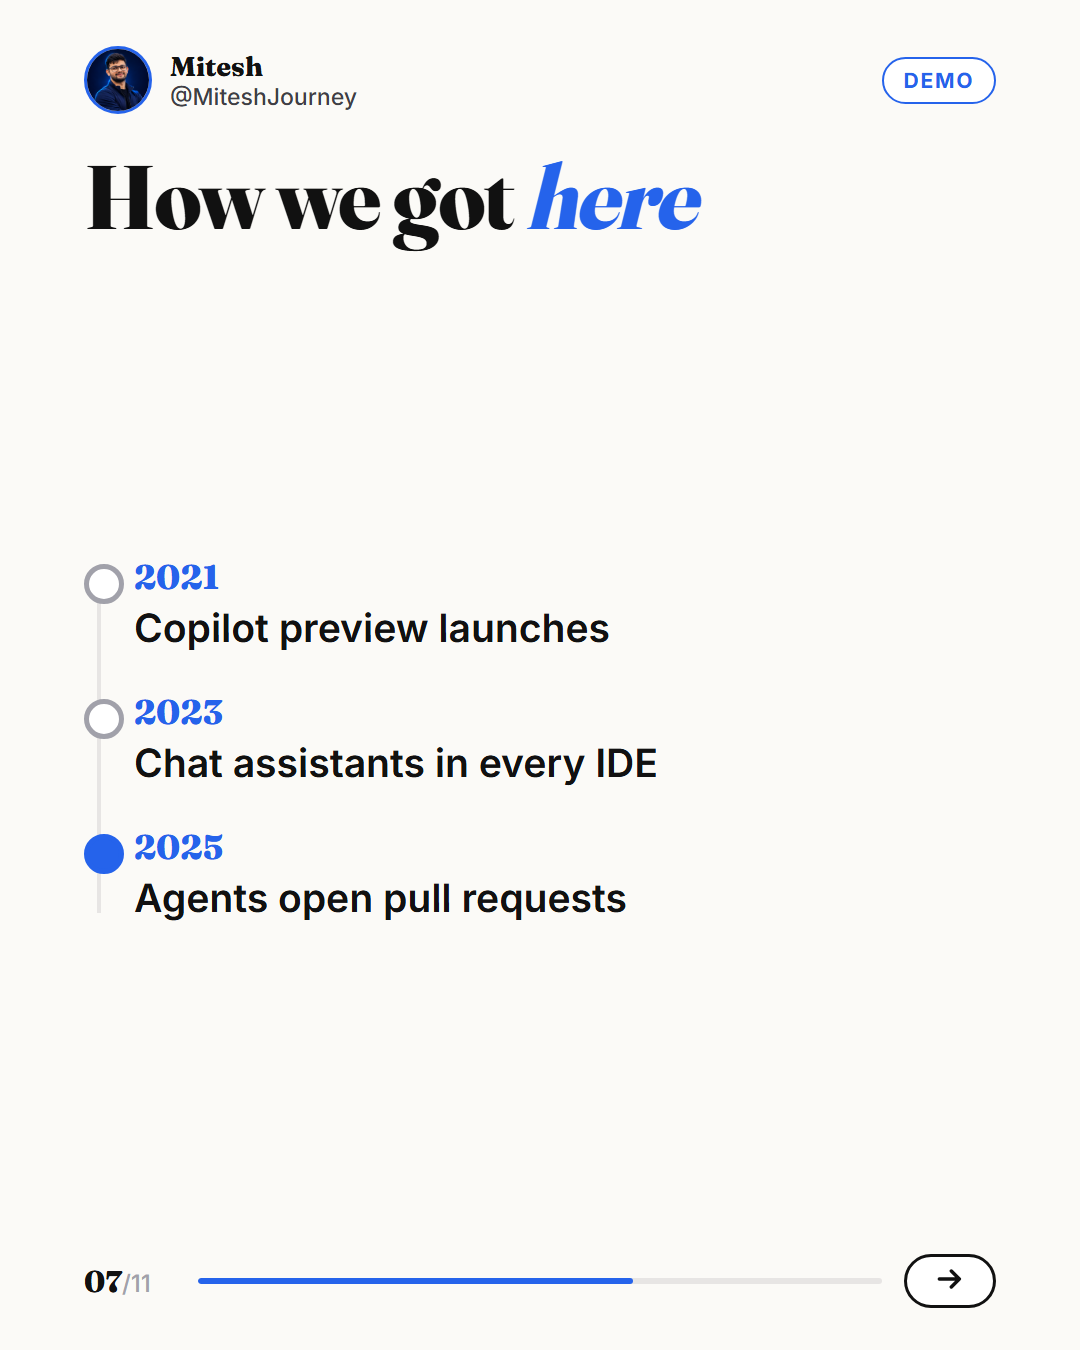 Mitesh
@MiteshJourney
DEMO
How we got here
2021
Copilot preview launches
2023
Chat assistants in every IDE
2025
Agents open pull requests
07/11